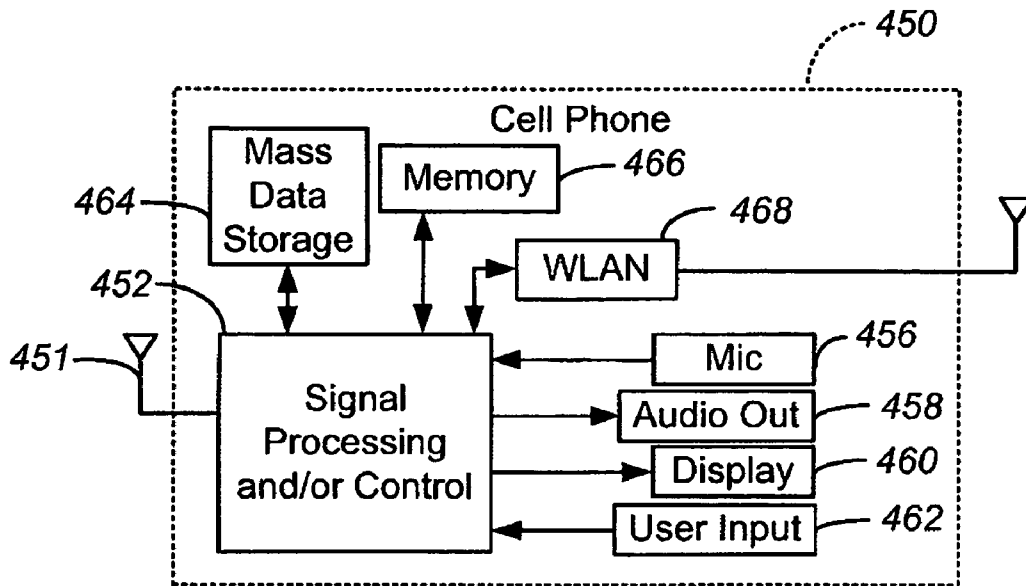 450
Cell Phone
Mass
Data
Storage
464
Memory
466
468
WLAN
452
451
Signal
Processing
and/or Control
Mic
456
Audio Out
458
Display
460
User Input
462